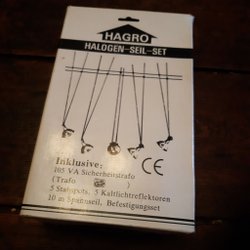 HAGRO
HALOGEN-SEIL-SET
Inklusive:
105 VA Sicherheitstrafo
(Trafo )
5 Stabspots, 5 Kaltlichtreflektoren
10 m Spannseil, Befestigungsset
CE